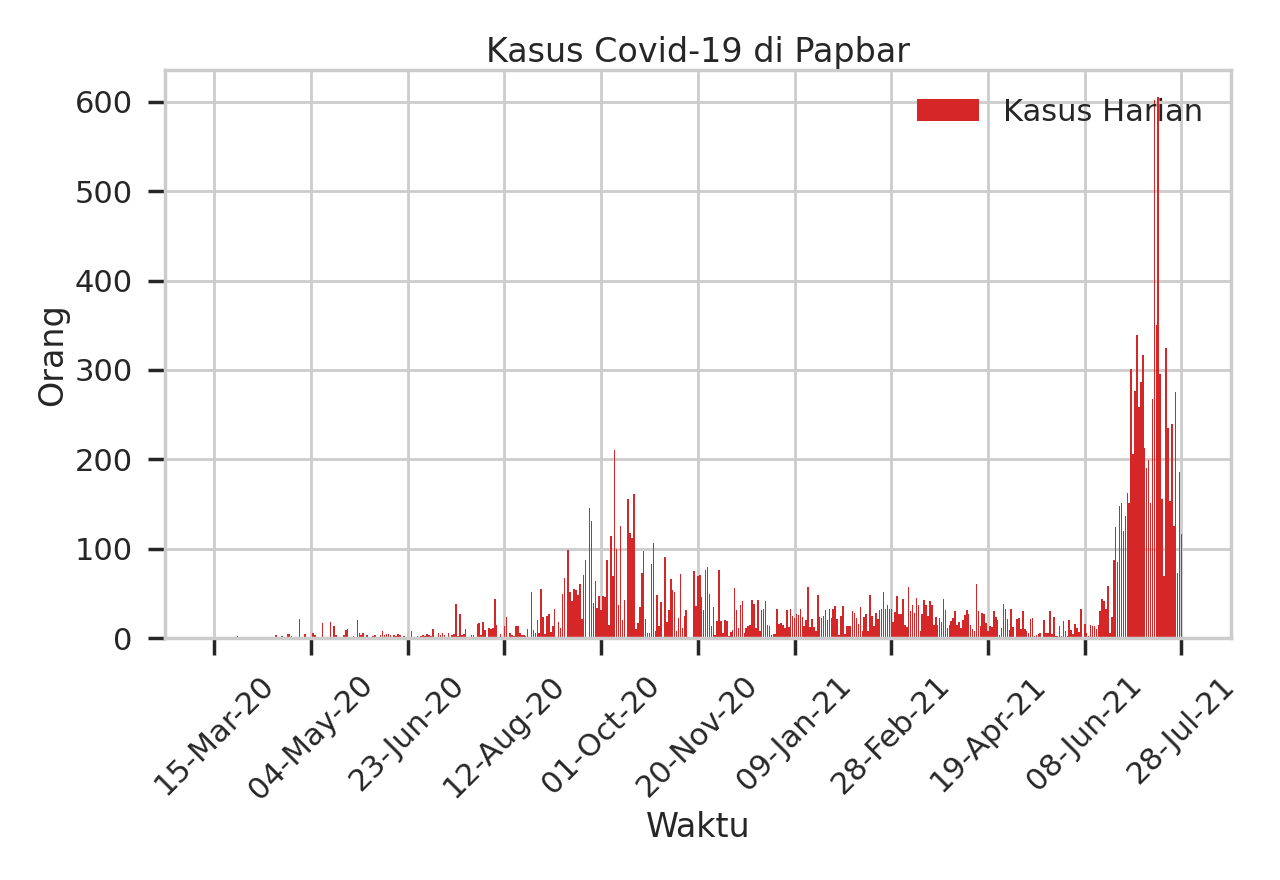 Kasus Covid-19 di Papbar
Kasus Harian
600
500
400
300
200
100
0
Orang
15-Mar-20
04-May-20
23-Jun-20
12-Aug-20
01-Oct-20
20-Nov-20
09-Jan-21
28-Feb-21
19-Apr-21
08-Jun-21
28-Jul-21
Waktu